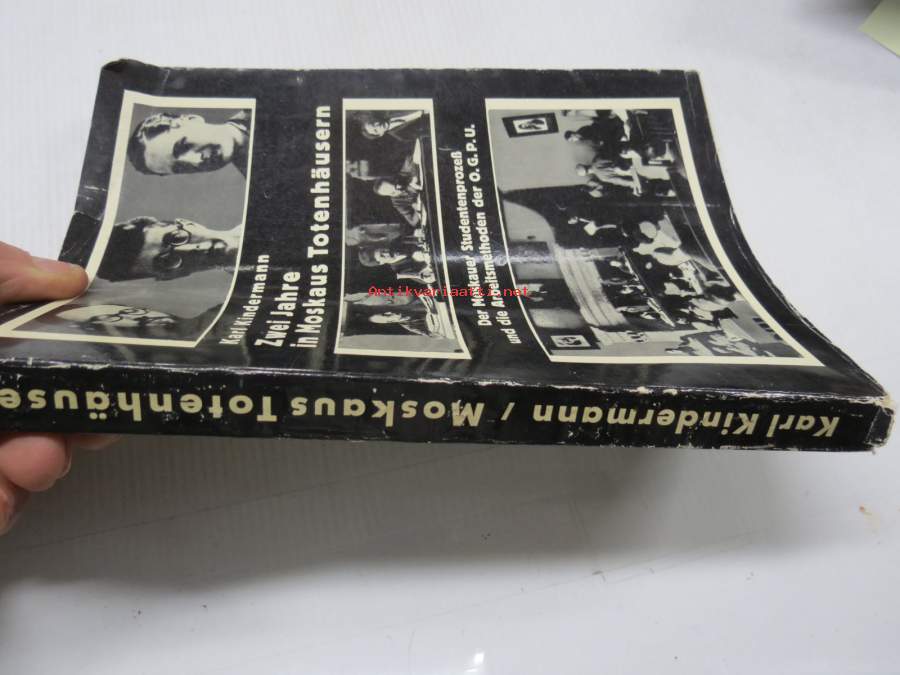 Karl Kindermann
Zwei Jahre
in Moskaus Totenhäusern
Der Moskauer Studentenprozeß
und die Arbeitsmethoden der O.G.P.U.
Antikvariaatti.net
Karl Kindermann / Moskaus Totenhäuse